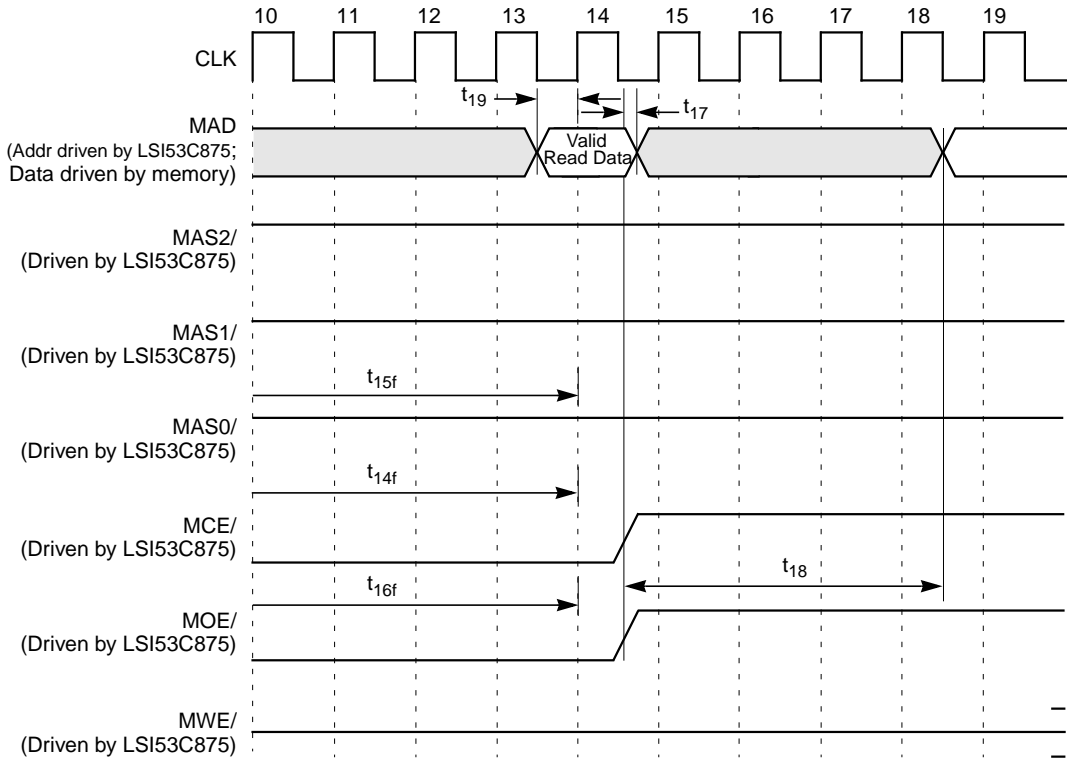 10 11 12 13 14 15 16 17 18 19
CLK
t19
t17
MAD
(Addr driven by LSI53C875;
Data driven by memory)
Valid
Read Data
MAS2/
(Driven by LSI53C875)
MAS1/
(Driven by LSI53C875)
t15f
MAS0/
(Driven by LSI53C875)
t14f
MCE/
(Driven by LSI53C875)
t18
t16f
MOE/
(Driven by LSI53C875)
MWE/
(Driven by LSI53C875)